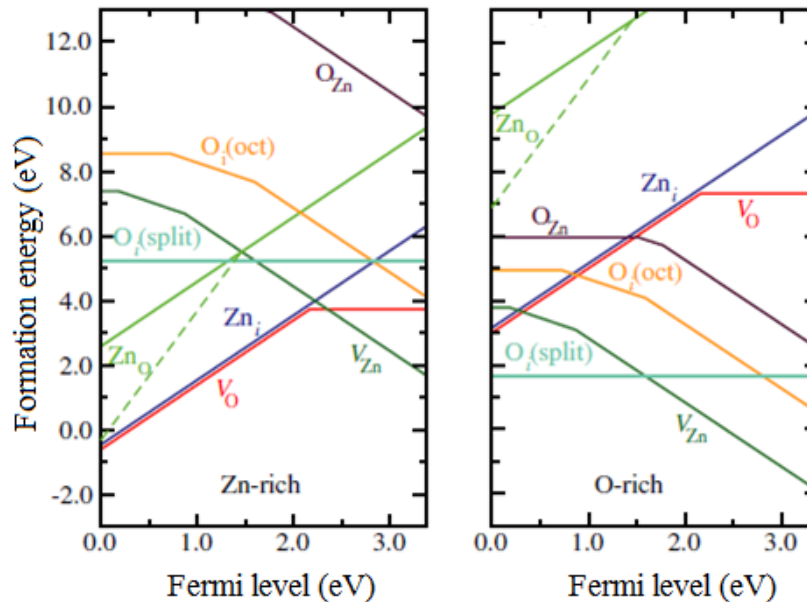 Formation energy (eV)
12.0
10.0
8.0
6.0
4.0
2.0
0.0
-2.0
O_Zn
O_i(oct)
O_i(split)
Zn_i
Zn_O
V_Zn
V_O
Zn-rich
0.0 1.0 2.0 3.0
Fermi level (eV)
Zn_O
Zn_i
V_O
O_Zn
O_i(oct)
O_i(split)
V_Zn
O-rich
0.0 1.0 2.0 3.0
Fermi level (eV)